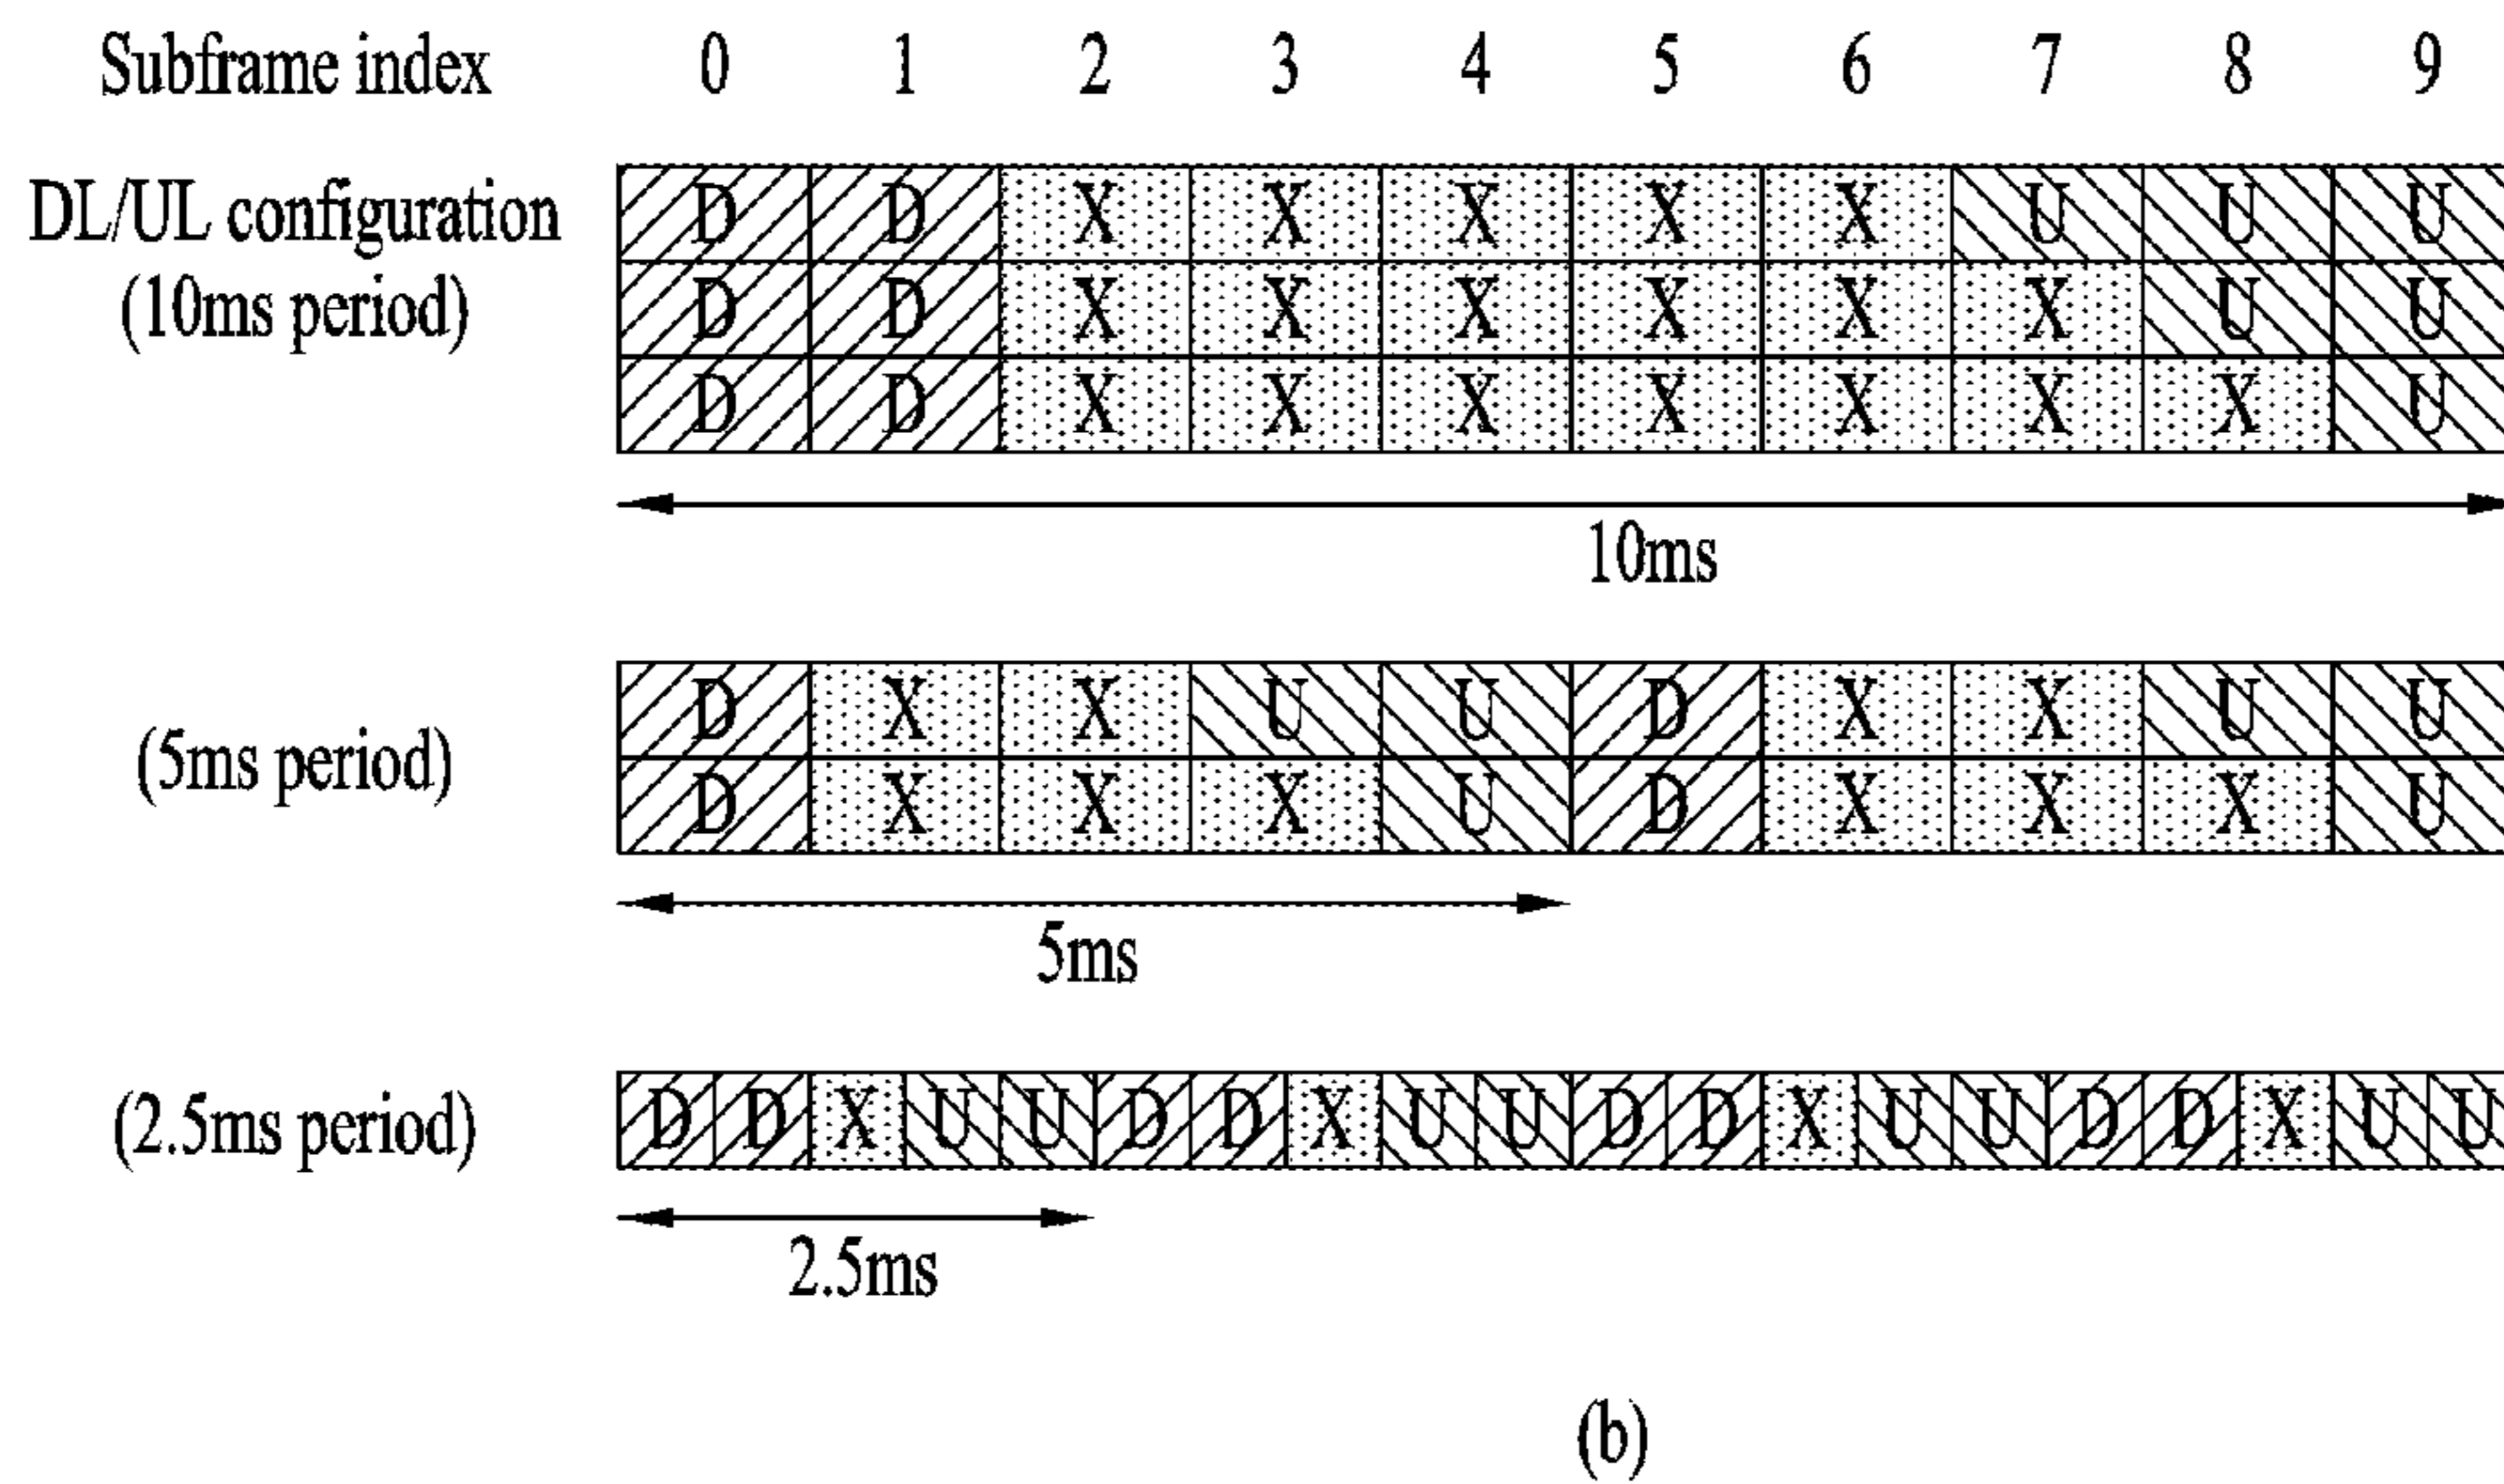 Subframe index 0 1 2 3 4 5 6 7 8 9
DL/UL configuration
(10ms period)
D D X X X X X U U U
D D X X X X X X U U
D D X X X X X X X U
10ms
(5ms period)
D X X U U D X X U U
D X X X U D X X X U
5ms
(2.5ms period) D D X U U D D X U U D D X U U D D X U U
2.5ms
(b)